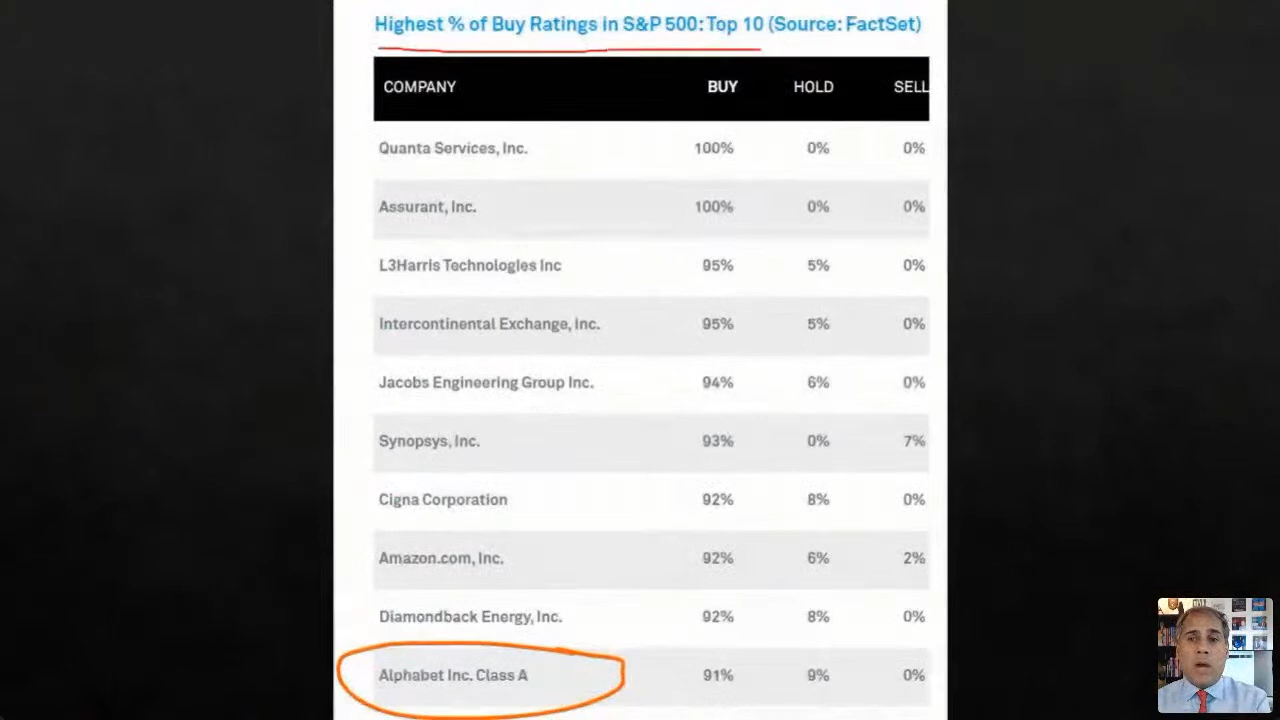 Highest % of Buy Ratings in S&P 500: Top 10 (Source: FactSet)
COMPANY BUY HOLD SELL
Quanta Services, Inc. 100% 0% 0%
Assurant, Inc. 100% 0% 0%
L3Harris Technologies Inc 95% 5% 0%
Intercontinental Exchange, Inc. 95% 5% 0%
Jacobs Engineering Group Inc. 94% 6% 0%
Synopsys, Inc. 93% 0% 7%
Cigna Corporation 92% 8% 0%
Amazon.com, Inc. 92% 6% 2%
Diamondback Energy, Inc. 92% 8% 0%
Alphabet Inc. Class A 91% 9% 0%